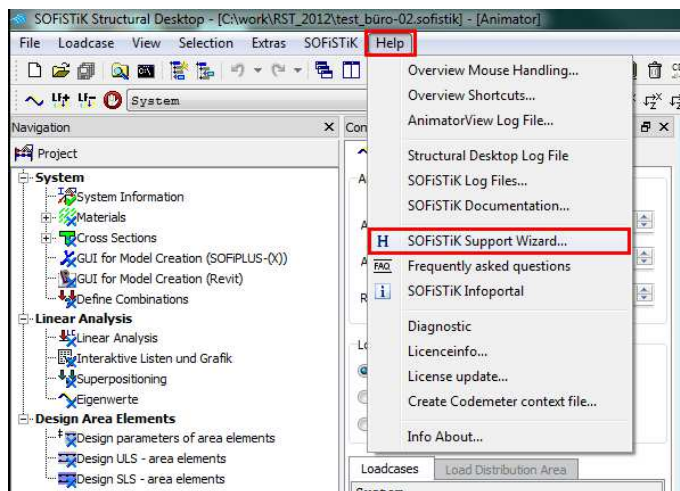 SOFiSTiK Structural Desktop - [C:\work\RST_2012\test_büro-02.sofistik] - [Animator]
File Loadcase View Selection Extras SOFiSTiK Help
System
Navigation
Project
System
System Information
Materials
Cross Sections
GUI for Model Creation (SOFiPLUS-(X))
GUI for Model Creation (Revit)
Define Combinations
Linear Analysis
Linear Analysis
Interaktive Listen und Grafik
Superpositioning
Eigenwerte
Design Area Elements
Design parameters of area elements
Design ULS - area elements
Design SLS - area elements
Overview Mouse Handling...
Overview Shortcuts...
AnimatorView Log File...
Structural Desktop Log File
SOFiSTiK Log Files...
SOFiSTiK Documentation...
H SOFiSTiK Support Wizard...
FAQ Frequently asked questions
i SOFiSTiK Infoportal
Diagnostic
Licenceinfo...
License update...
Create Codemeter context file...
Info About...
Loadcases Load Distribution Area
System